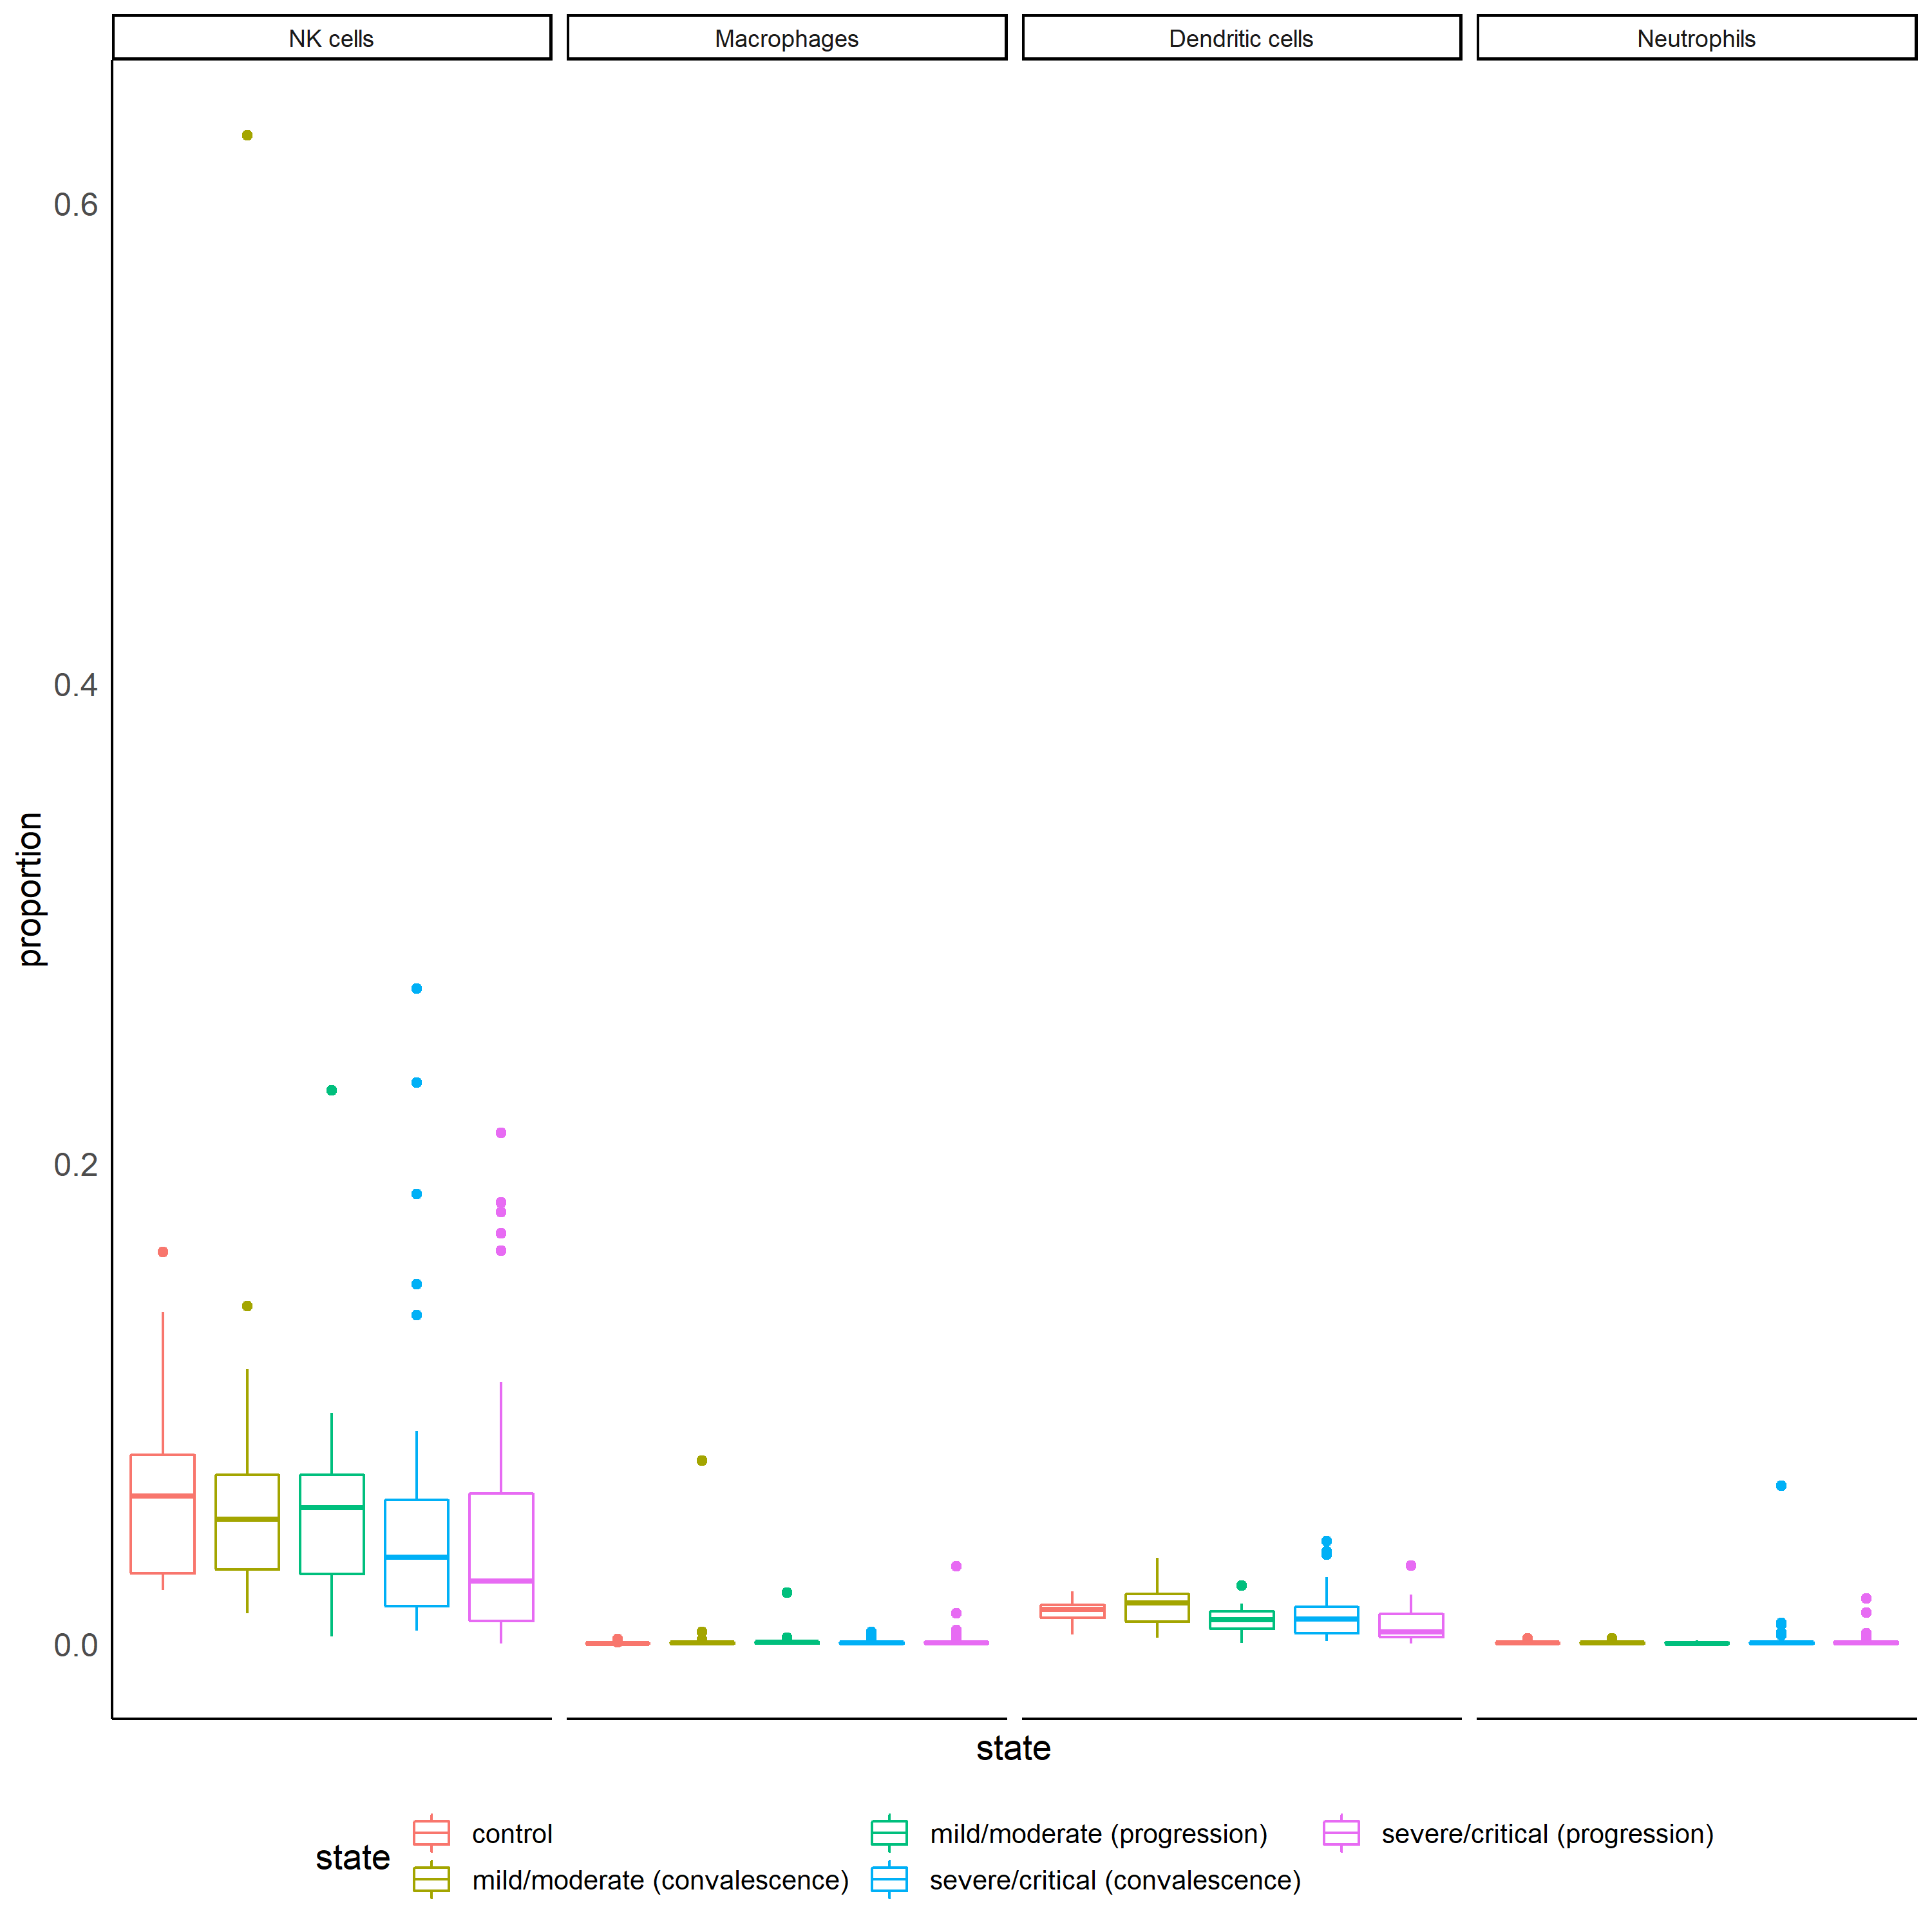 NK cells
Macrophages
Dendritic cells
Neutrophils
0.6
0.4
0.2
0.0
proportion
state
state
control
mild/moderate (progression)
severe/critical (progression)
mild/moderate (convalescence)
severe/critical (convalescence)